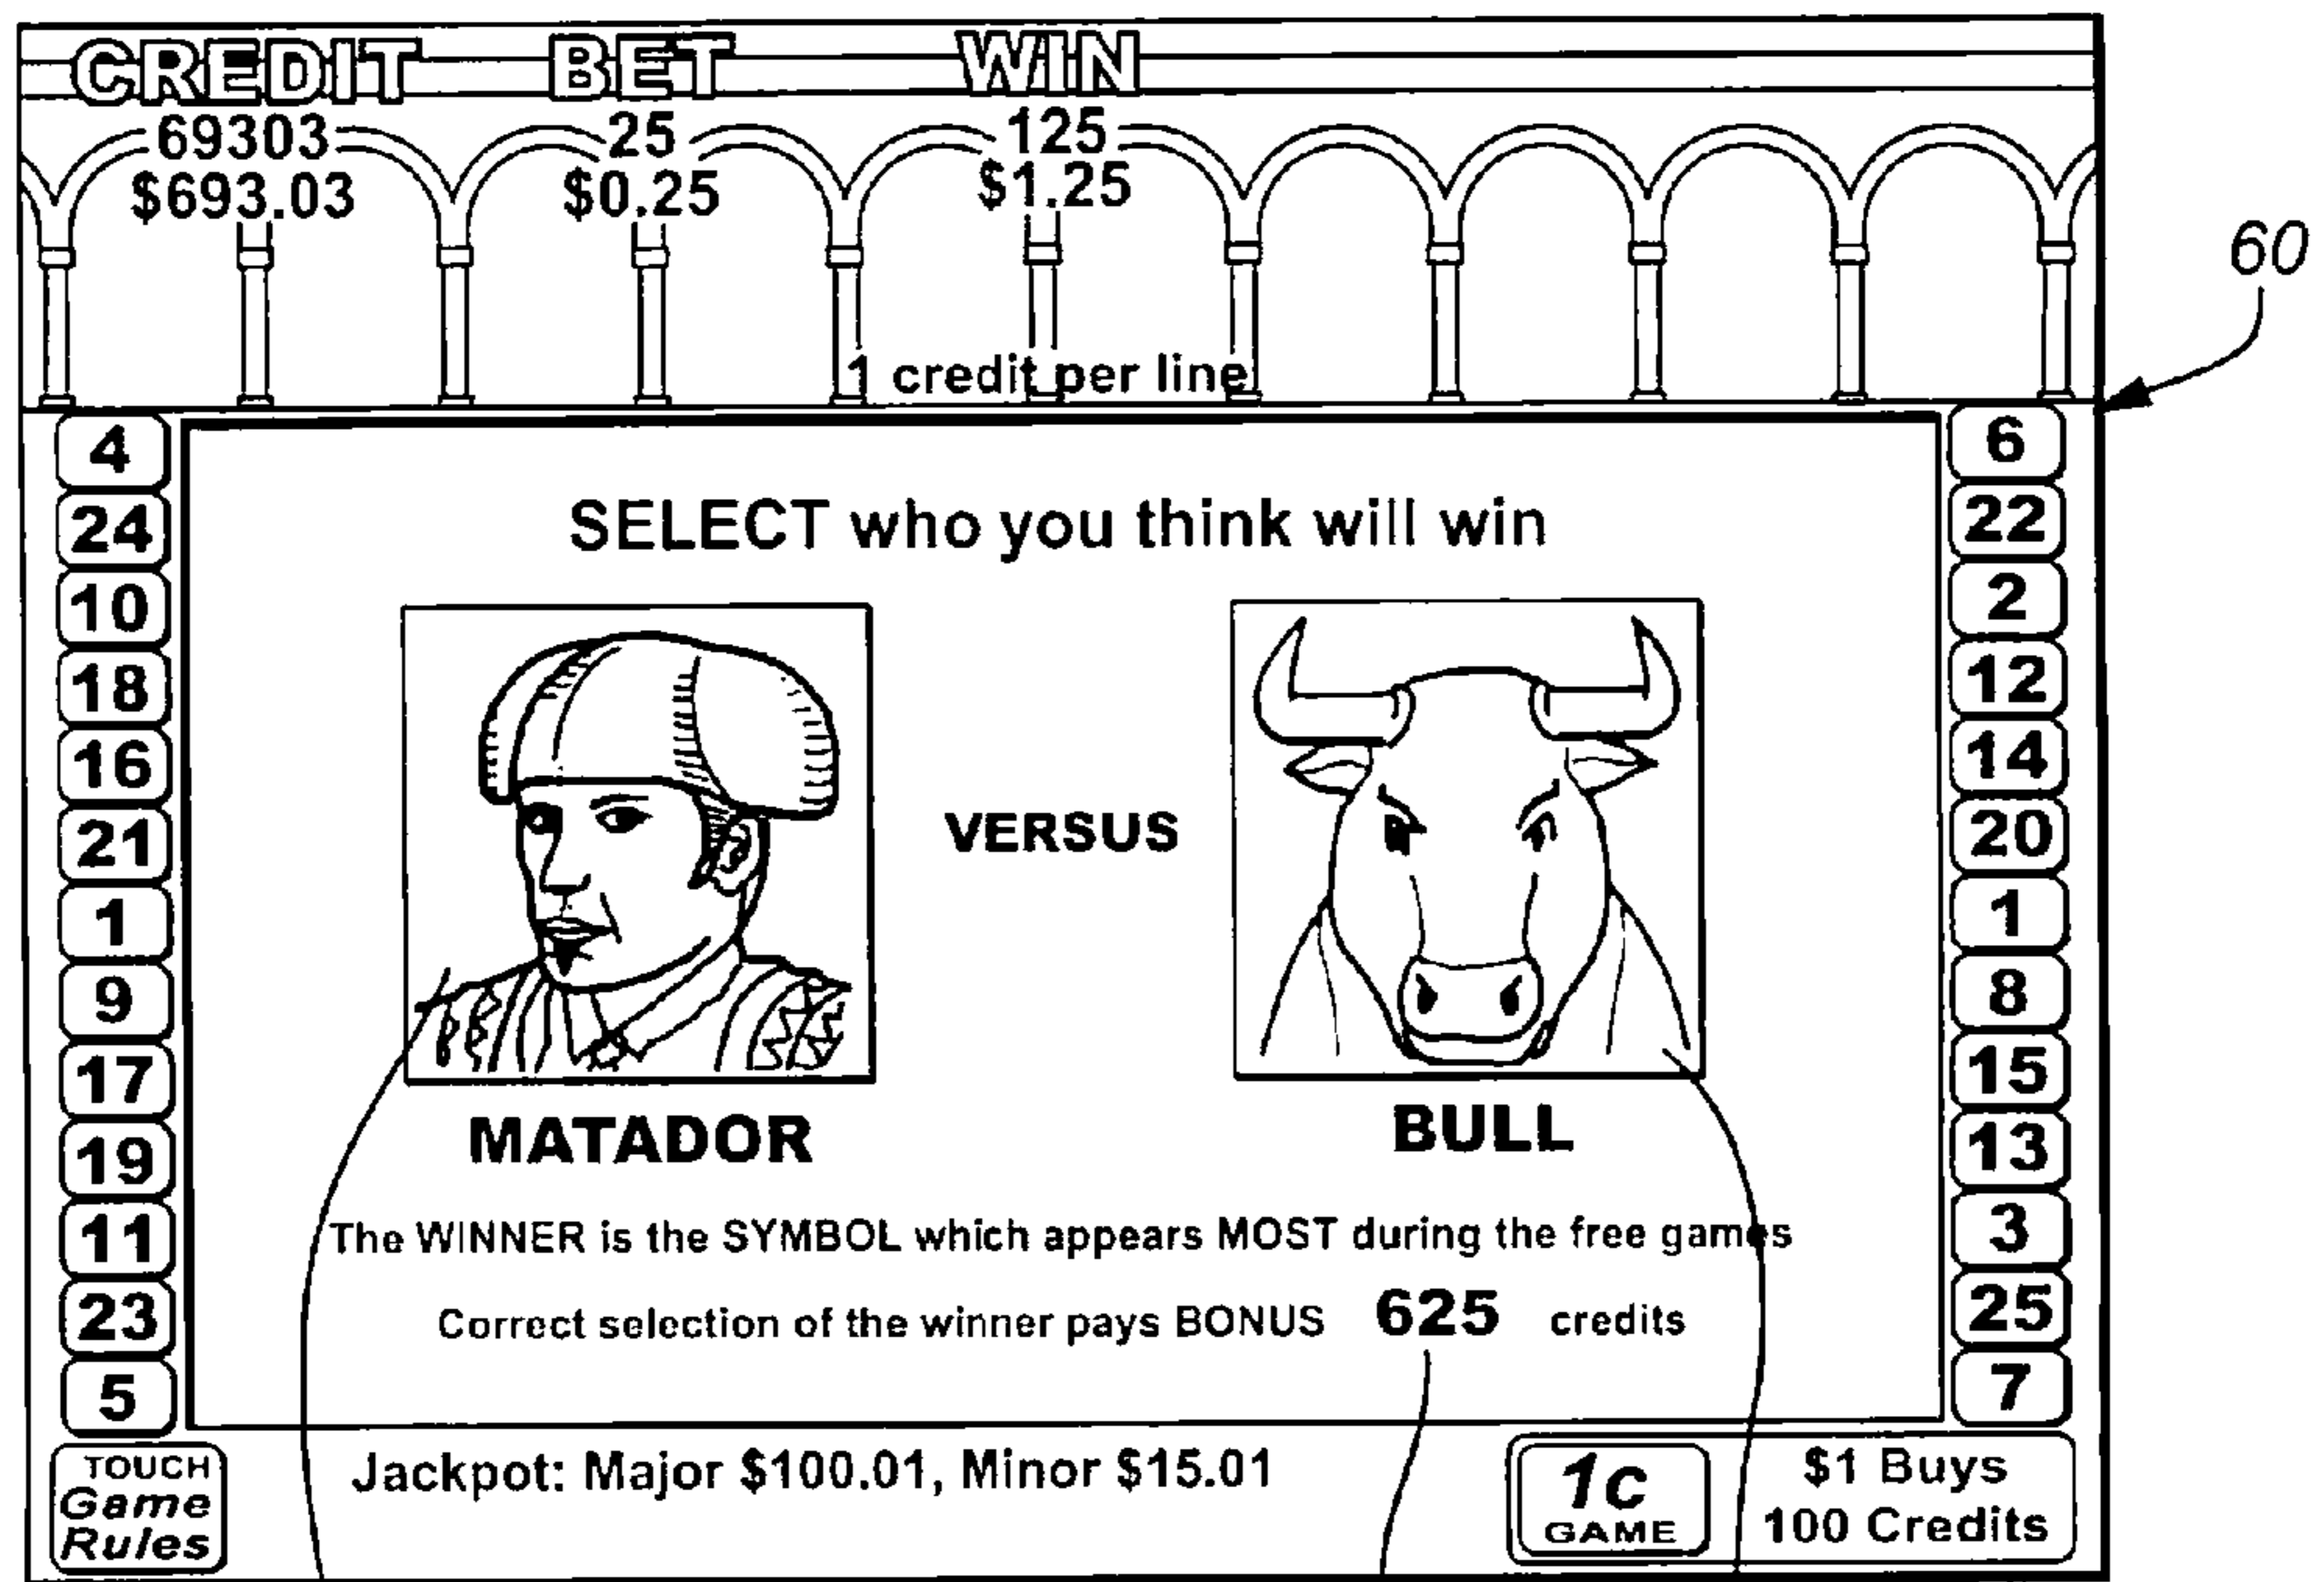 CREDIT BET WIN
69303 25 125
$693.03 $0.25 $1.25
60
1 credit per line
4 6
24 22
10 2
18 12
16 14
21 20
1 1
9 8
17 15
19 13
11 3
23 25
5 7
SELECT who you think will win
VERSUS
MATADOR BULL
The WINNER is the SYMBOL which appears MOST during the free games
Correct selection of the winner pays BONUS 625 credits
TOUCH
Game
Rules
Jackpot: Major $100.01, Minor $15.01
1c
GAME
$1 Buys
100 Credits